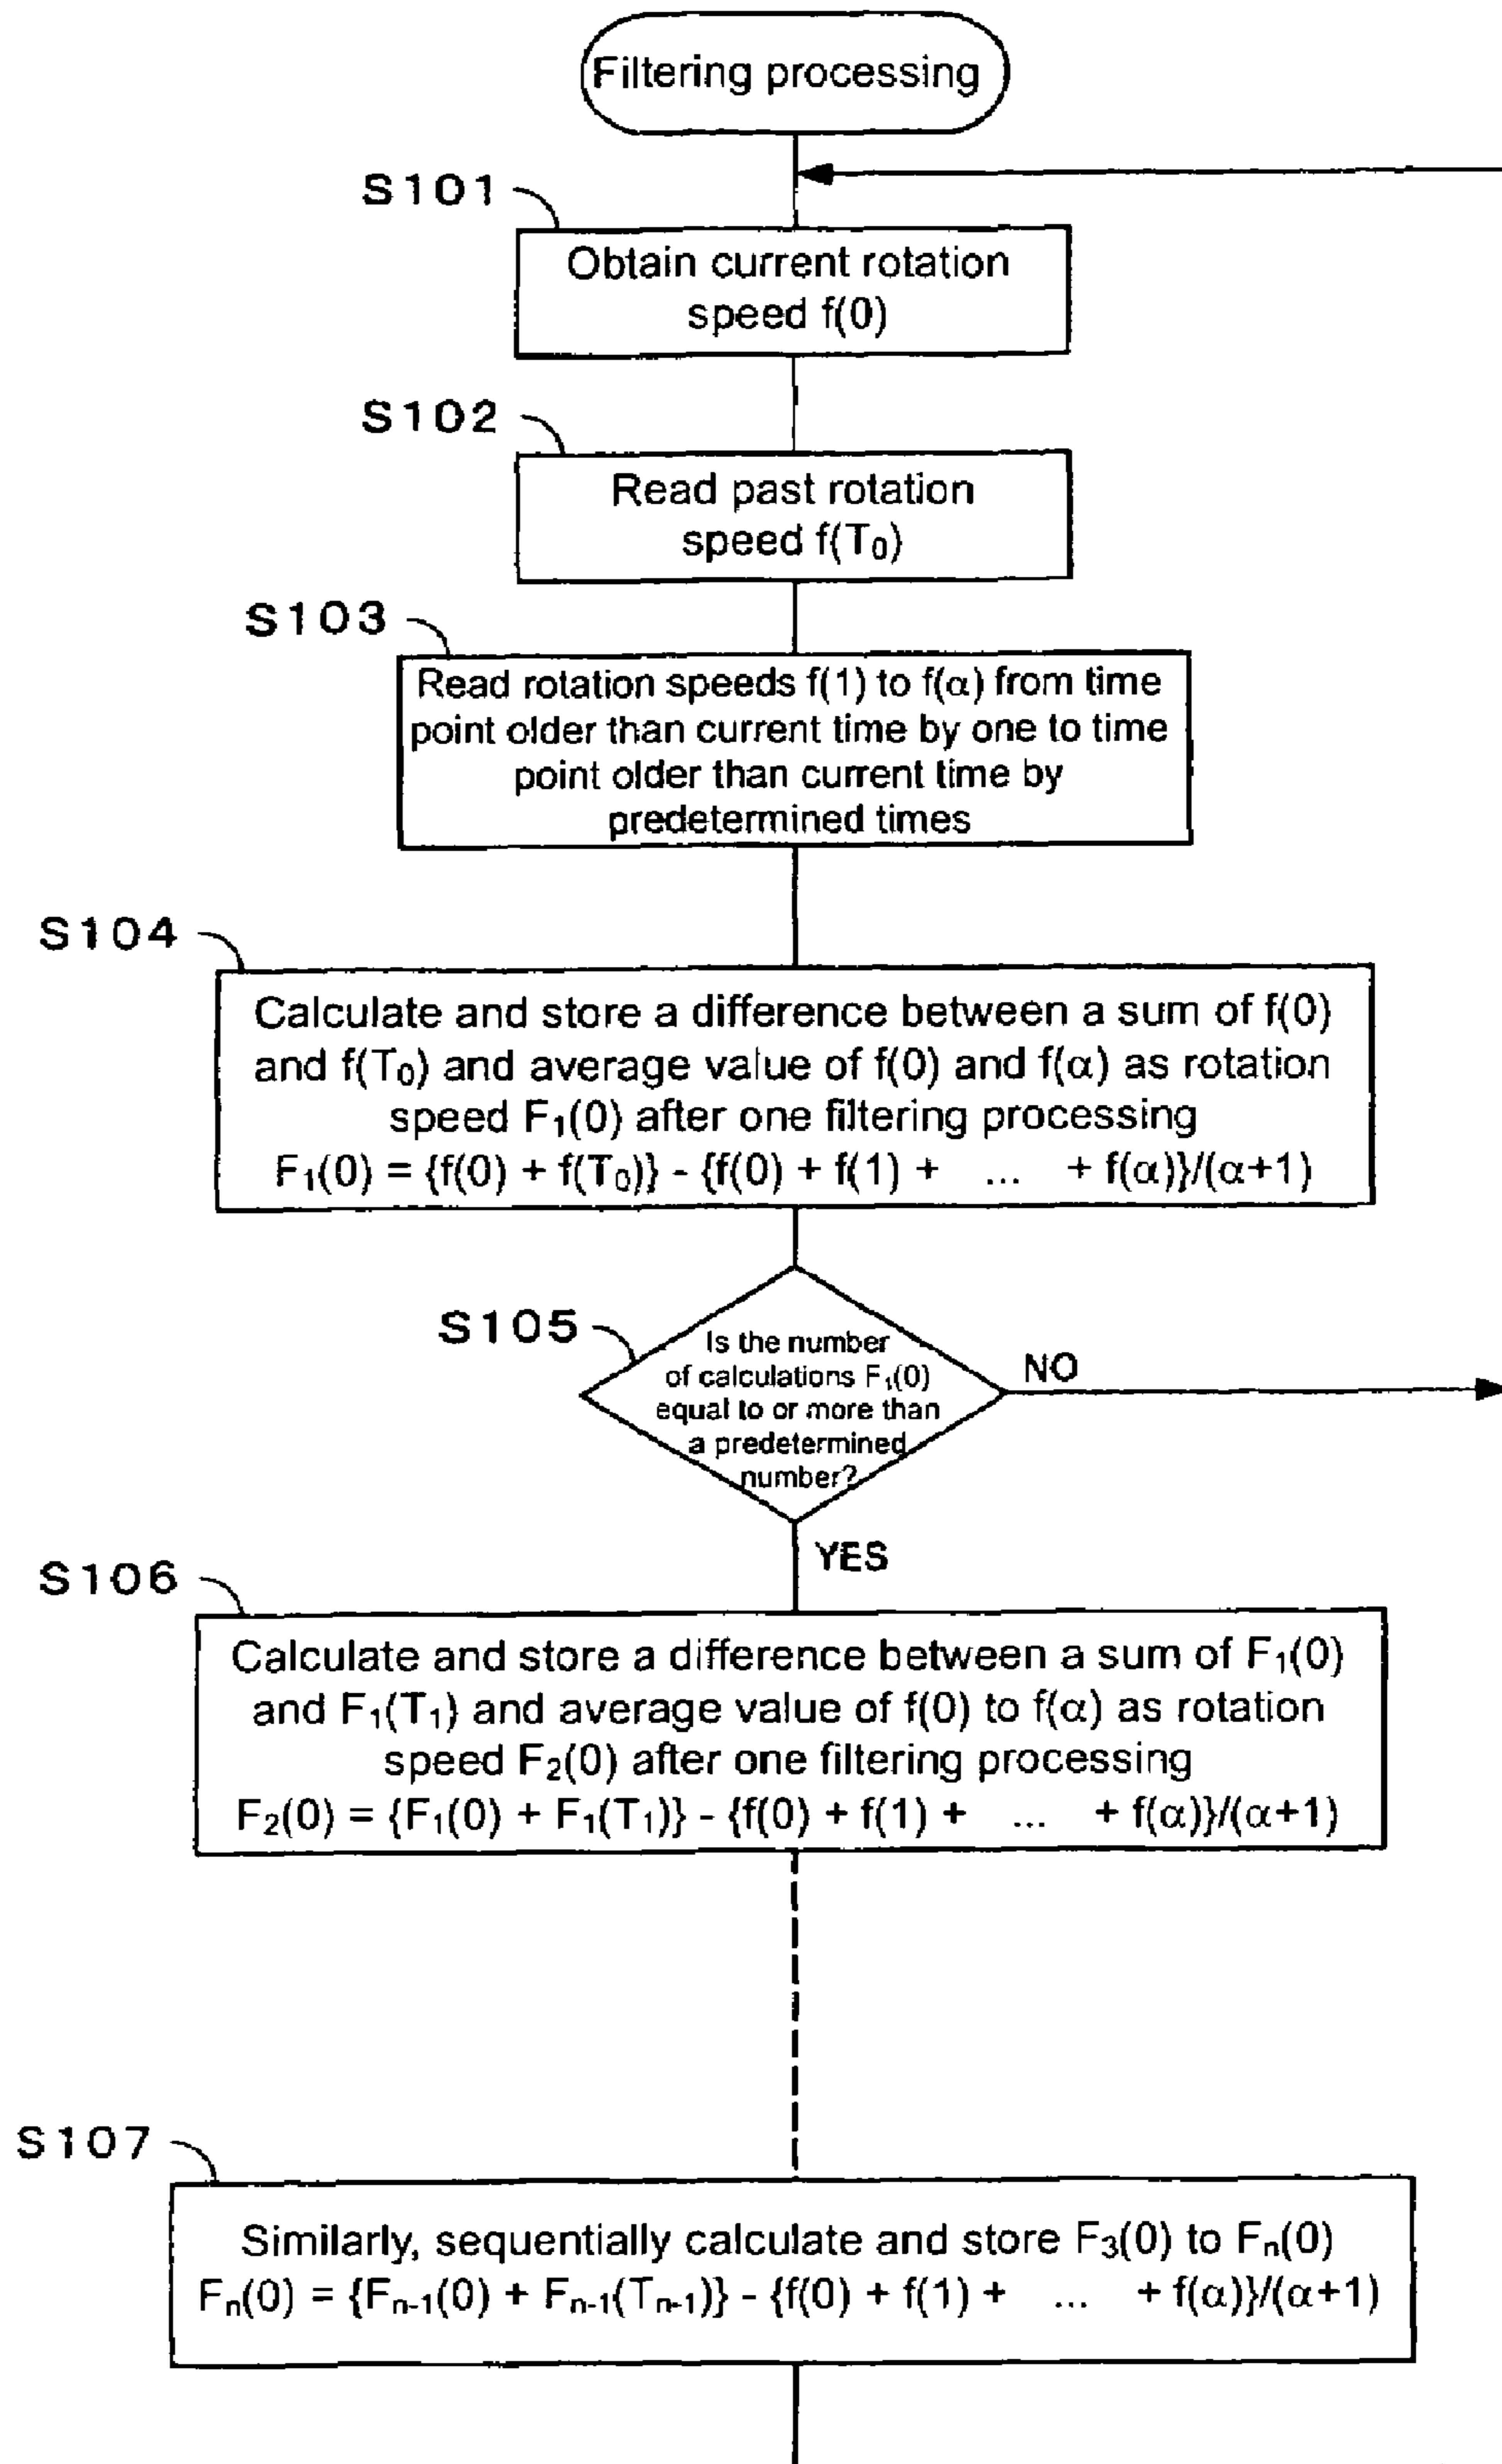 Filtering processing
S101
Obtain current rotation
speed f(0)
S102
Read past rotation
speed f(T₀)
S103
Read rotation speeds f(1) to f(α) from time
point older than current time by one to time
point older than current time by
predetermined times
S104
Calculate and store a difference between a sum of f(0)
and f(T₀) and average value of f(0) and f(α) as rotation
speed F₁(0) after one filtering processing
F₁(0) = {f(0) + f(T₀)} - {f(0) + f(1) + ... + f(α)}/(α+1)
S105
Is the number
of calculations F₁(0)
equal to or more than
a predetermined
number?
NO
YES
S106
Calculate and store a difference between a sum of F₁(0)
and F₁(T₁) and average value of f(0) to f(α) as rotation
speed F₂(0) after one filtering processing
F₂(0) = {F₁(0) + F₁(T₁)} - {f(0) + f(1) + ... + f(α)}/(α+1)
S107
Similarly, sequentially calculate and store F₃(0) to Fₙ(0)
Fₙ(0) = {Fₙ₋₁(0) + Fₙ₋₁(Tₙ₋₁)} - {f(0) + f(1) + ... + f(α)}/(α+1)